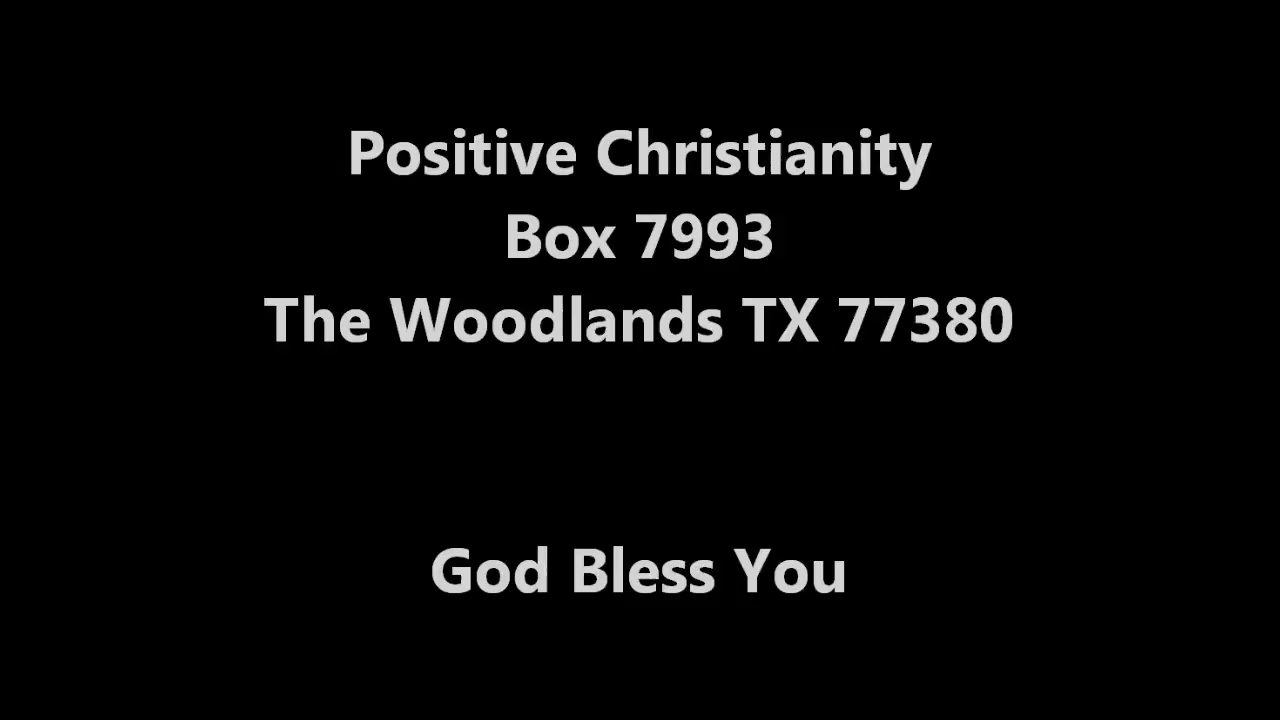 Positive Christianity
Box 7993
The Woodlands TX 77380
God Bless You